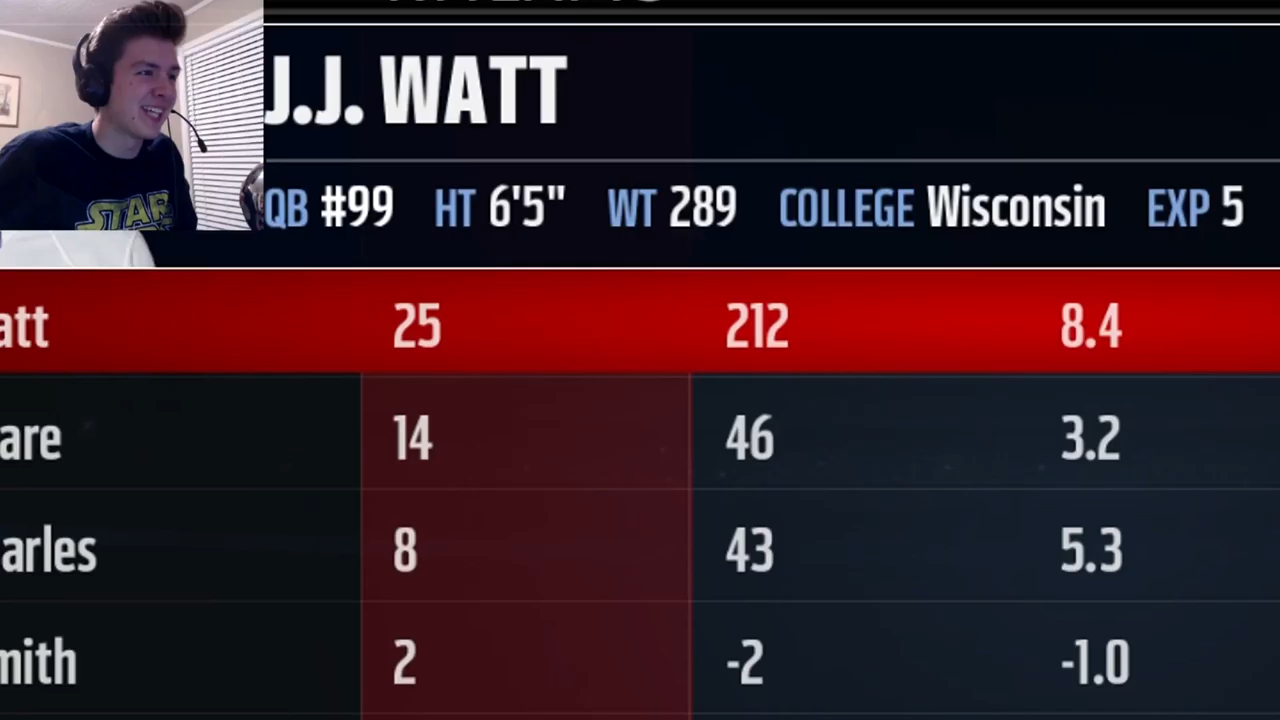 J.J. WATT
QB #99 HT 6'5" WT 289 COLLEGE Wisconsin EXP 5
STAR
att 25 212 8.4
are 14 46 3.2
arles 8 43 5.3
mith 2 -2 -1.0